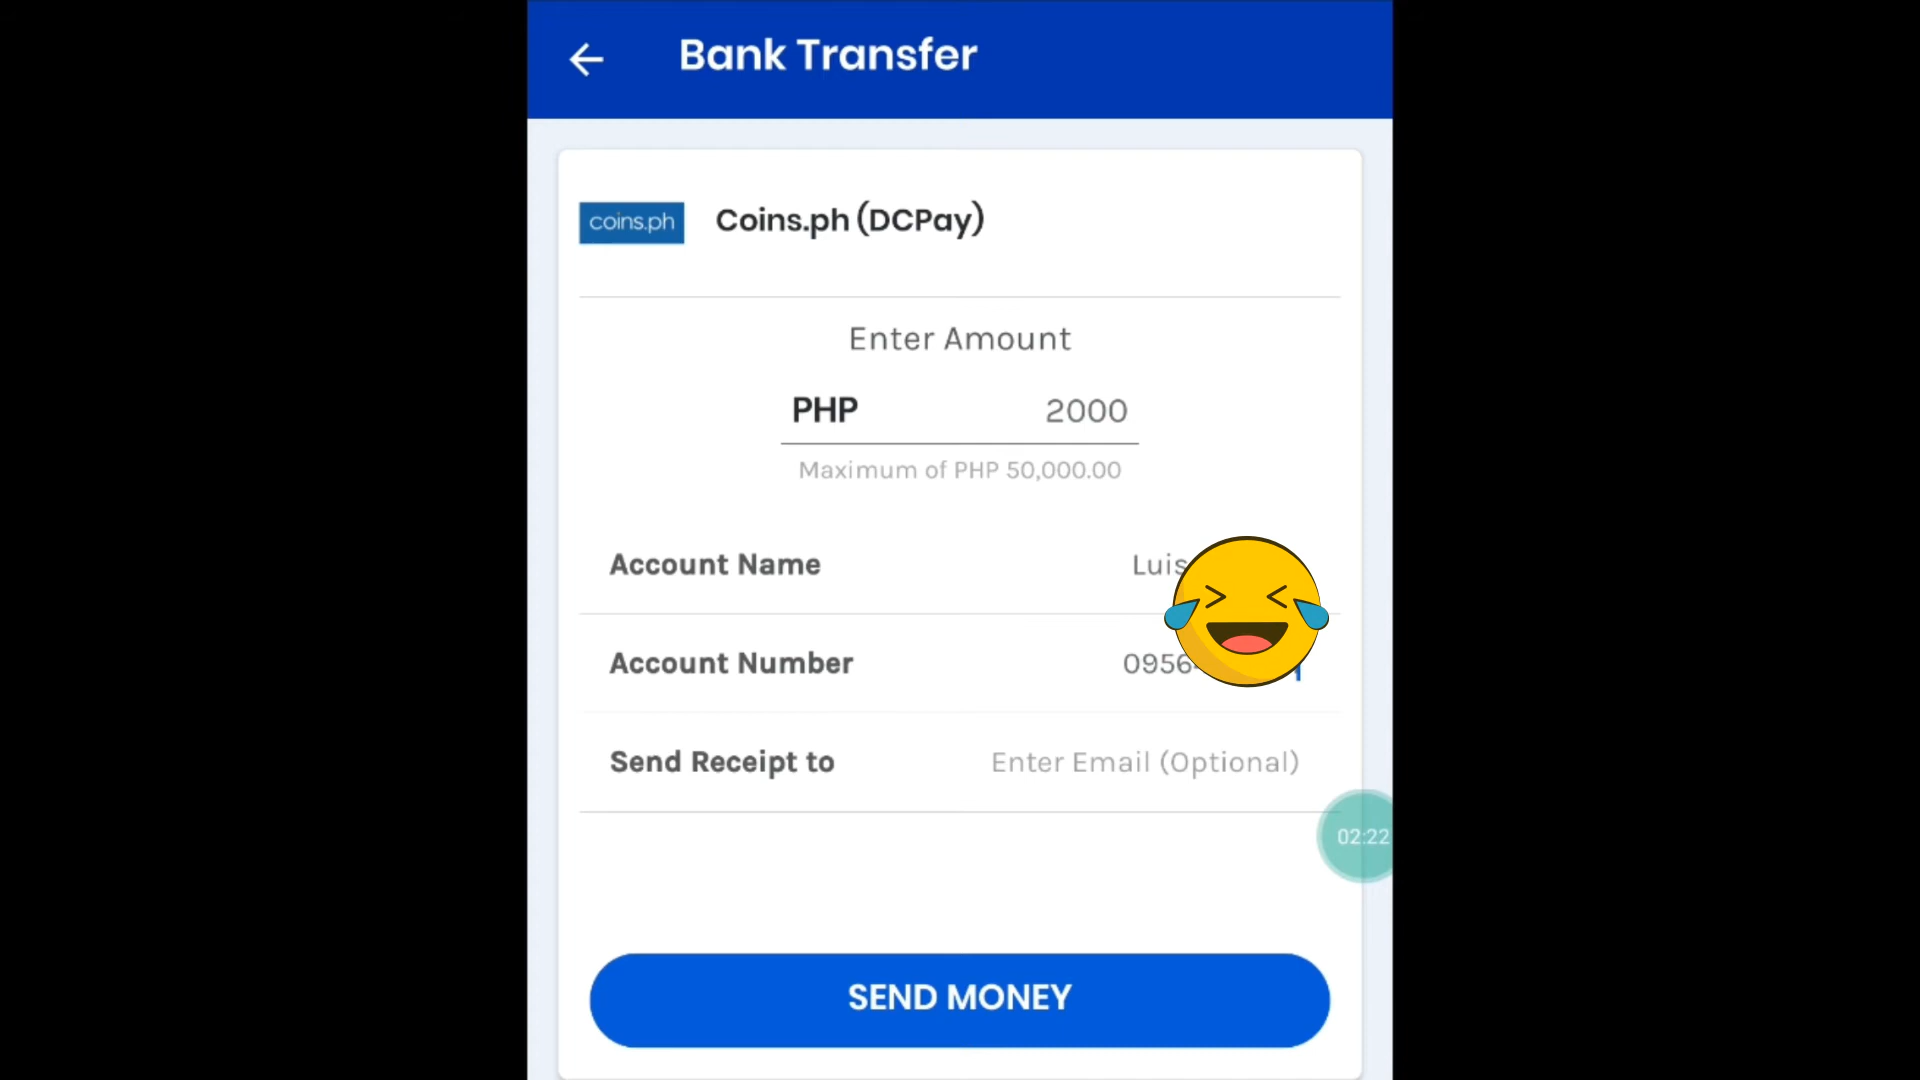 Bank Transfer
coins.ph Coins.ph (DCPay)
Enter Amount
PHP 2000
Maximum of PHP 50,000.00
Account Name Luis
Account Number 0956
Send Receipt to Enter Email (Optional)
02:22
SEND MONEY